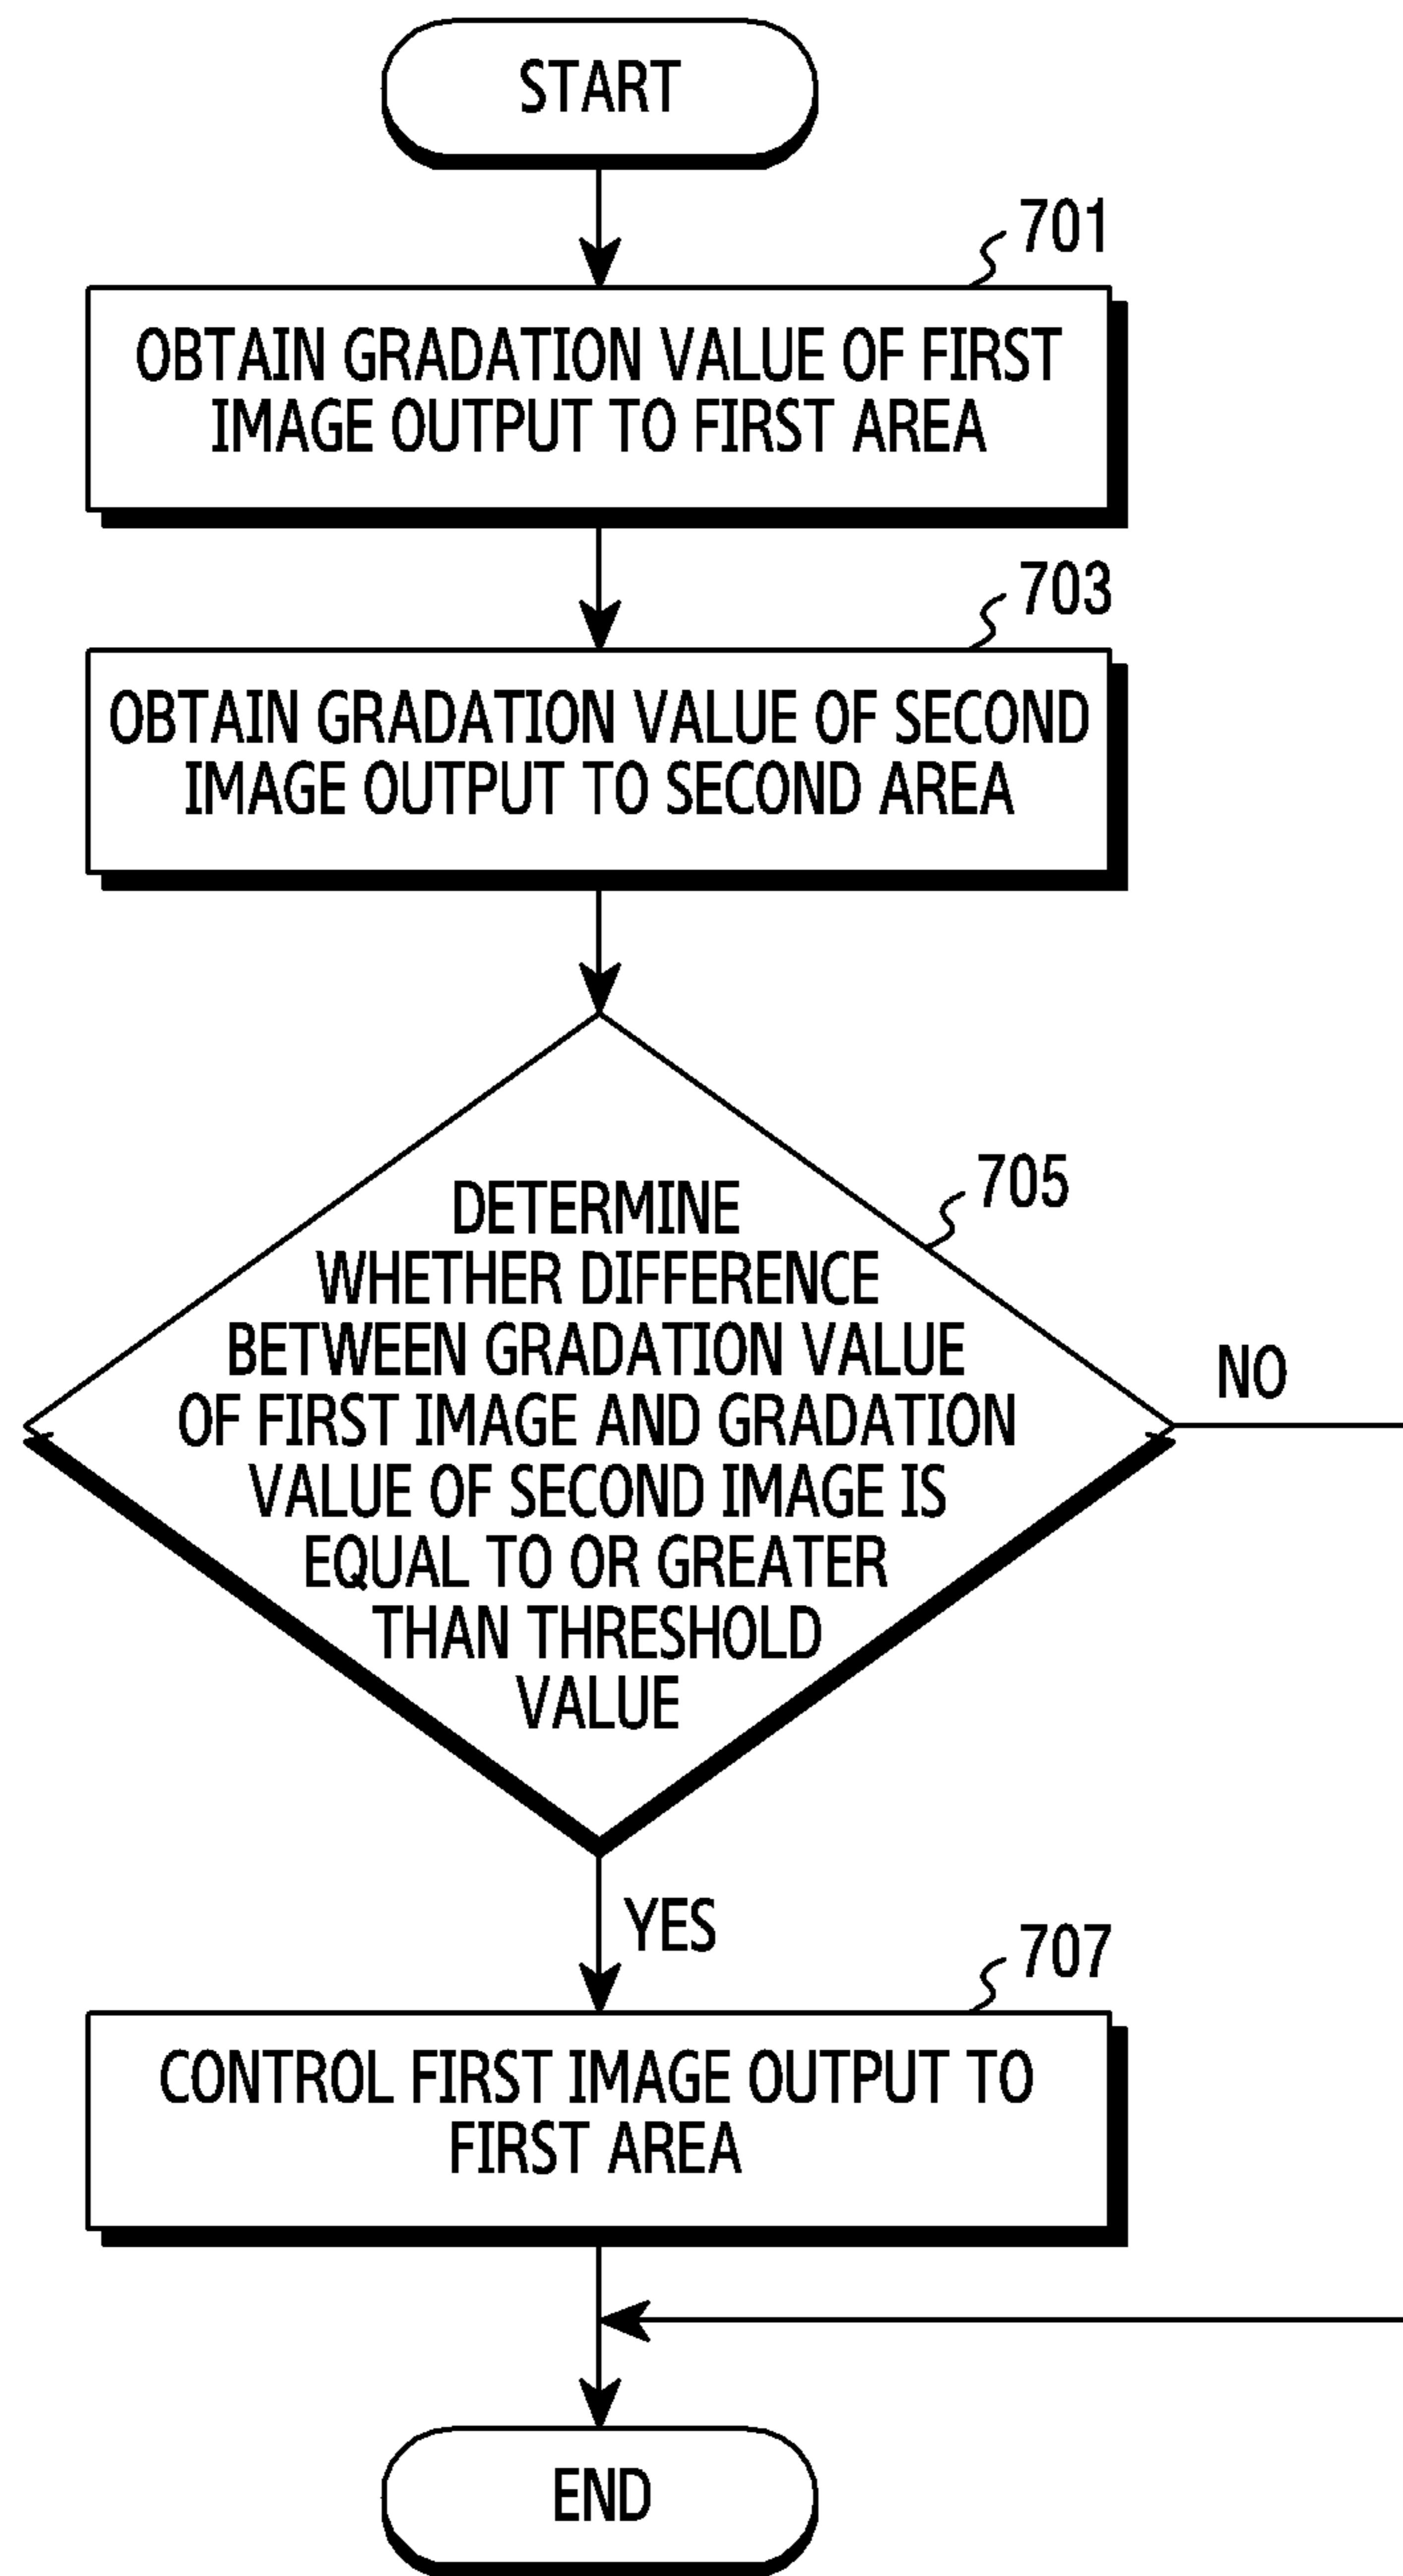 START
701
OBTAIN GRADATION VALUE OF FIRST
IMAGE OUTPUT TO FIRST AREA
703
OBTAIN GRADATION VALUE OF SECOND
IMAGE OUTPUT TO SECOND AREA
705
DETERMINE
WHETHER DIFFERENCE
BETWEEN GRADATION VALUE
OF FIRST IMAGE AND GRADATION
VALUE OF SECOND IMAGE IS
EQUAL TO OR GREATER
THAN THRESHOLD
VALUE
NO
YES
707
CONTROL FIRST IMAGE OUTPUT TO
FIRST AREA
END